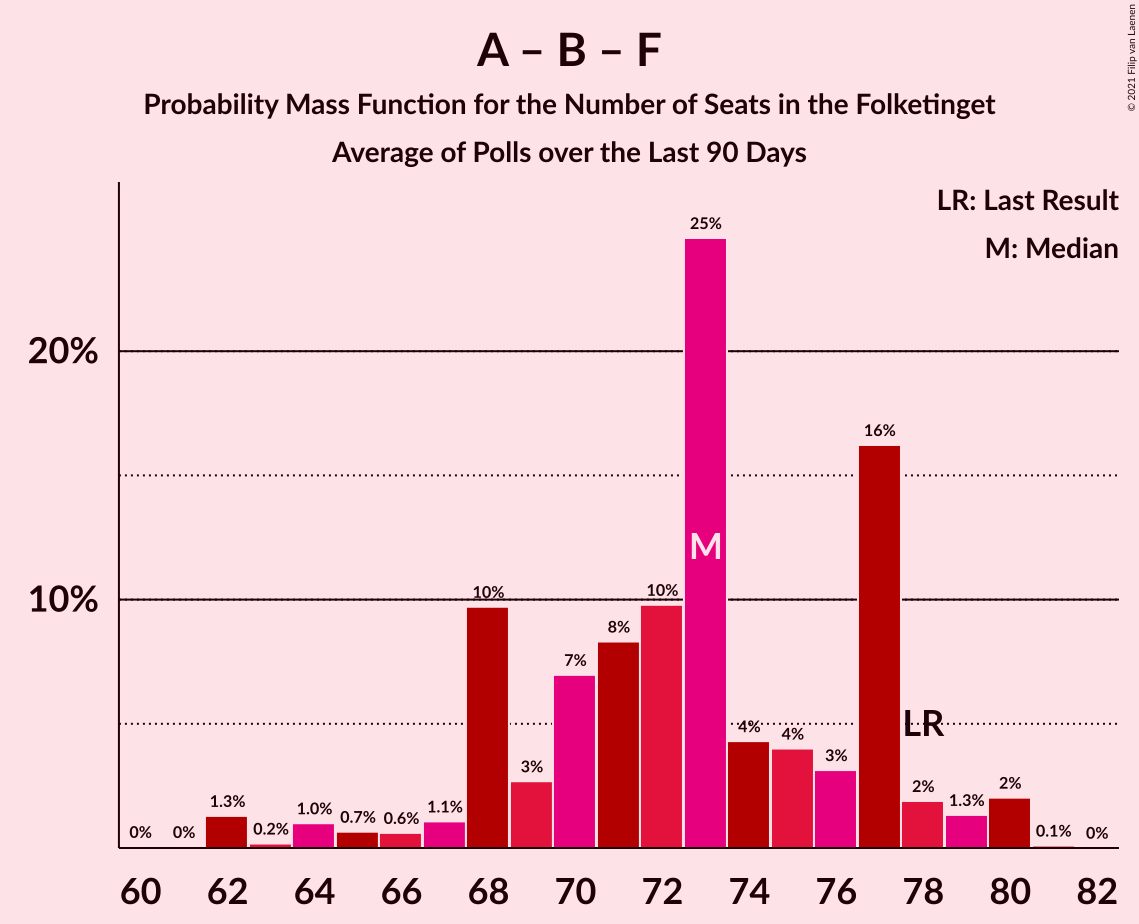 A – B – F
Probability Mass Function for the Number of Seats in the Folketinget
Average of Polls over the Last 90 Days
© 2021 Filip van Laenen
LR: Last Result
M: Median
20%
10%
0%
0%
1.3%
0.2%
1.0%
0.7%
0.6%
1.1%
10%
3%
7%
8%
10%
25%
M
4%
4%
3%
16%
LR
2%
1.3%
2%
0.1%
0%
60 62 64 66 68 70 72 74 76 78 80 82